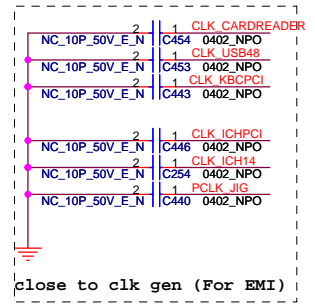 2 1 CLK_CARDREADER
NC_10P_50V_E_N C454 0402_NPO
2 1 CLK_USB48
NC_10P_50V_E_N C453 0402_NPO
2 1 CLK_KBCPCI
NC_10P_50V_E_N C443 0402_NPO
2 1 CLK_ICHPCI
NC_10P_50V_E_N C446 0402_NPO
2 1 CLK_ICH14
NC_10P_50V_E_N C254 0402_NPO
2 1 PCLK_JIG
NC_10P_50V_E_N C440 0402_NPO
close to clk gen (For EMI)